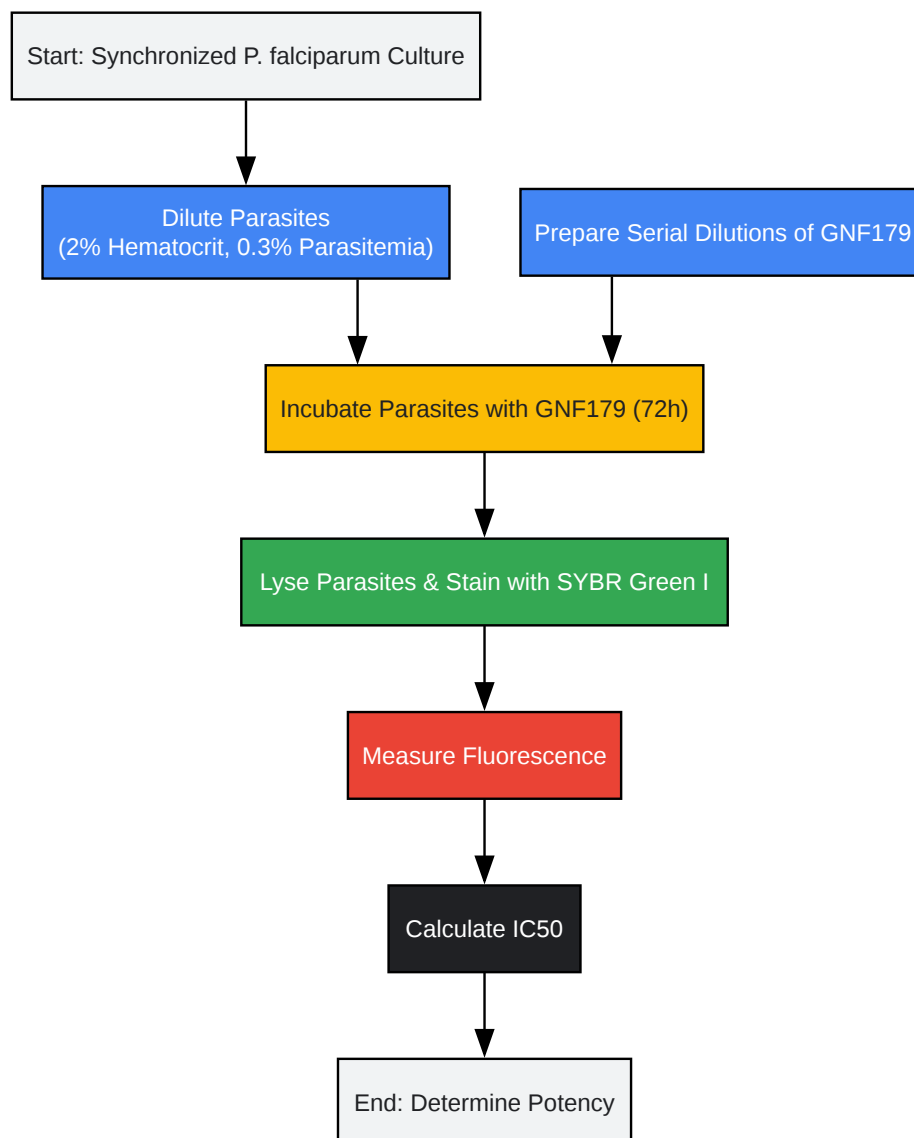 Start: Synchronized P. falciparum Culture
Dilute Parasites
(2% Hematocrit, 0.3% Parasitemia)
Prepare Serial Dilutions of GNF179
Incubate Parasites with GNF179 (72h)
Lyse Parasites & Stain with SYBR Green I
Measure Fluorescence
Calculate IC50
End: Determine Potency